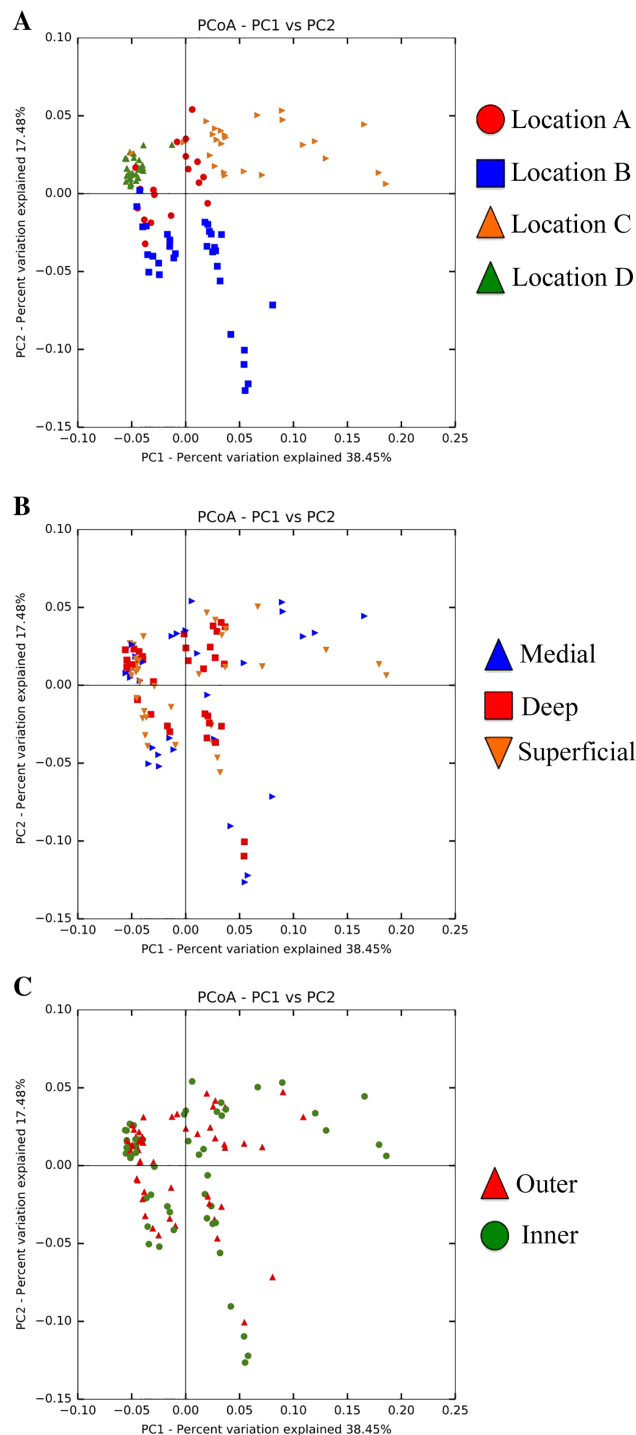 A
PCoA - PC1 vs PC2
0.10
0.05
0.00
−0.05
−0.10
−0.15
PC2 - Percent variation explained 17.48%
−0.10 −0.05 0.00 0.05 0.10 0.15 0.20 0.25
PC1 - Percent variation explained 38.45%
Location A
Location B
Location C
Location D
B
PCoA - PC1 vs PC2
0.10
0.05
0.00
−0.05
−0.10
−0.15
PC2 - Percent variation explained 17.48%
−0.10 −0.05 0.00 0.05 0.10 0.15 0.20 0.25
PC1 - Percent variation explained 38.45%
Medial
Deep
Superficial
C
PCoA - PC1 vs PC2
0.10
0.05
0.00
−0.05
−0.10
−0.15
PC2 - Percent variation explained 17.48%
−0.10 −0.05 0.00 0.05 0.10 0.15 0.20 0.25
PC1 - Percent variation explained 38.45%
Outer
Inner